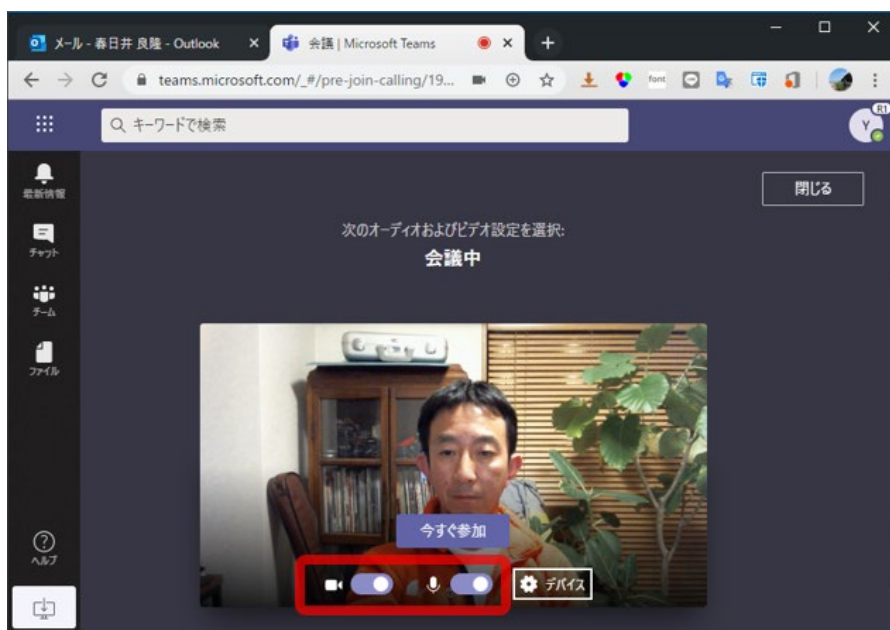 メール - 春日井 良隆 - Outlook
会議 | Microsoft Teams
teams.microsoft.com/_#/pre-join-calling/19...
font
キーワードで検索
Y
R1
最新情報
閉じる
チャット
次のオーディオおよびビデオ設定を選択:
会議中
チーム
ファイル
今すぐ参加
ヘルプ
デバイス